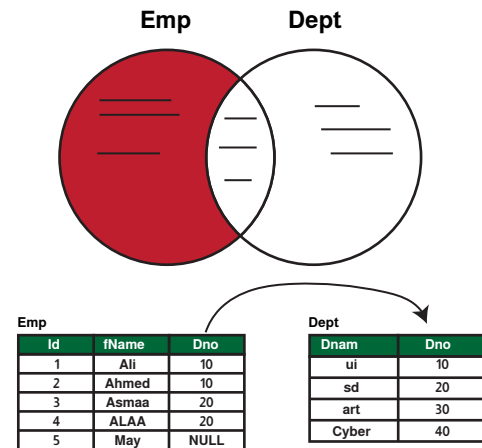 Emp Dept
Emp
Id fName Dno
1 Ali 10
2 Ahmed 10
3 Asmaa 20
4 ALAA 20
5 May NULL
Dept
Dnam Dno
ui 10
sd 20
art 30
Cyber 40